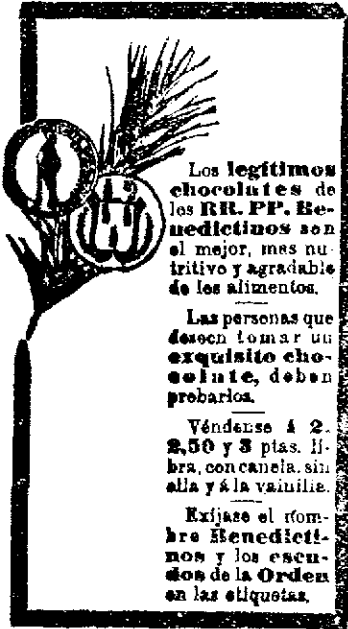 Los legítimos
chocolates de
los RR. PP. Be-
nedictinos son
el mejor, mas nu-
tritivo y agradable
de los alimentos.
Las personas que
deseen tomar un
exquisito cho-
colate, deben
probarlos.
Véndense á 2,
2,50 y 3 ptas. li-
bra, con canela, sin
ella y á la vainilla.
Exíjase el nom-
bre Benedicti-
nos y los escu-
dos de la Orden
en las etiquetas.